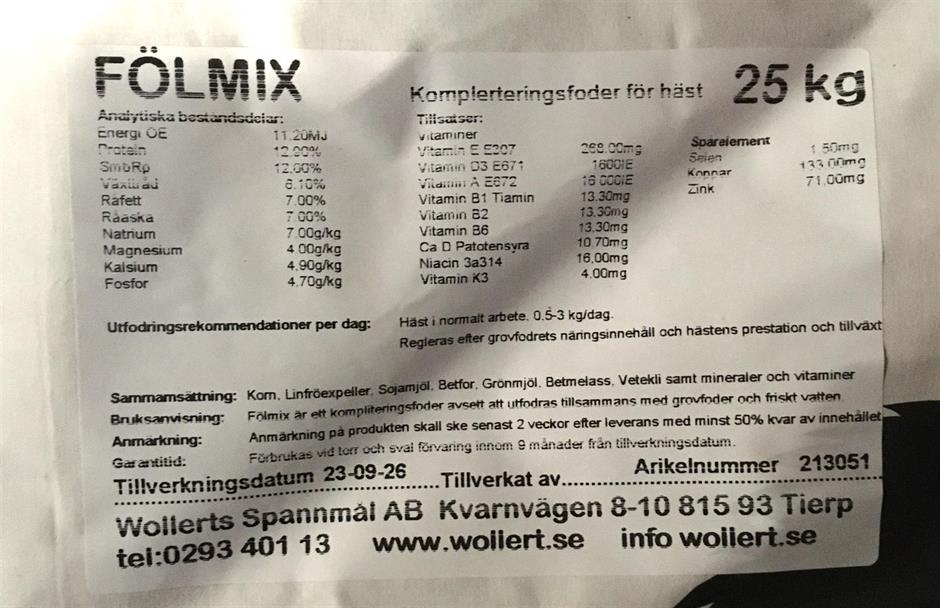 FÖLMIX
Komplerteringsfoder för häst
25 kg
Analytiska beståndsdelar:
Energi OE 11.20MJ
Protein 12.00%
SmbRp 12.00%
Växttråd 6.10%
Råfett 7.00%
Råaska 7.00%
Natrium 7.00g/kg
Magnesium 4.00g/kg
Kalsium 4.90g/kg
Fosfor 4.70g/kg
Tillsatser:
Vitaminer
Vitamin E E307 268.00mg
Vitamin D3 E671 1600IE
Vitamin A E672 16 000IE
Vitamin B1 Tiamin 13.30mg
Vitamin B2 13.30mg
Vitamin B6 13.30mg
Ca D Patotensyra 10.70mg
Niacin 3a314 16.00mg
Vitamin K3 4.00mg
Spårelement
Selen 1.50mg
Koppar 133.00mg
Zink 71.00mg
Utfodringsrekommendationer per dag: Häst i normalt arbete. 0.5-3 kg/dag.
Regleras efter grovfodrets näringsinnehåll och hästens prestation och tillväxt
Sammamsättning: Korn, Linfröexpeller, Sojamjöl, Betfor, Grönmjöl, Betmelass, Vetekli samt mineraler och vitaminer
Bruksanvisning: Fölmix är ett kompliteringsfoder avsett att utfodras tillsammans med grovfoder och friskt vatten
Anmärkning: Anmärkning på produkten skall ske senast 2 veckor efter leverans med minst 50% kvar av innehållet
Garantitid: Förbrukas vid torr och sval förvaring innom 9 månader från tillverkningsdatum.
Tillverkningsdatum 23-09-26 ....Tillverkat av.............. Arikelnummer 213051
Wollerts Spannmål AB Kvarnvägen 8-10 815 93 Tierp
tel:0293 401 13 www.wollert.se info wollert.se